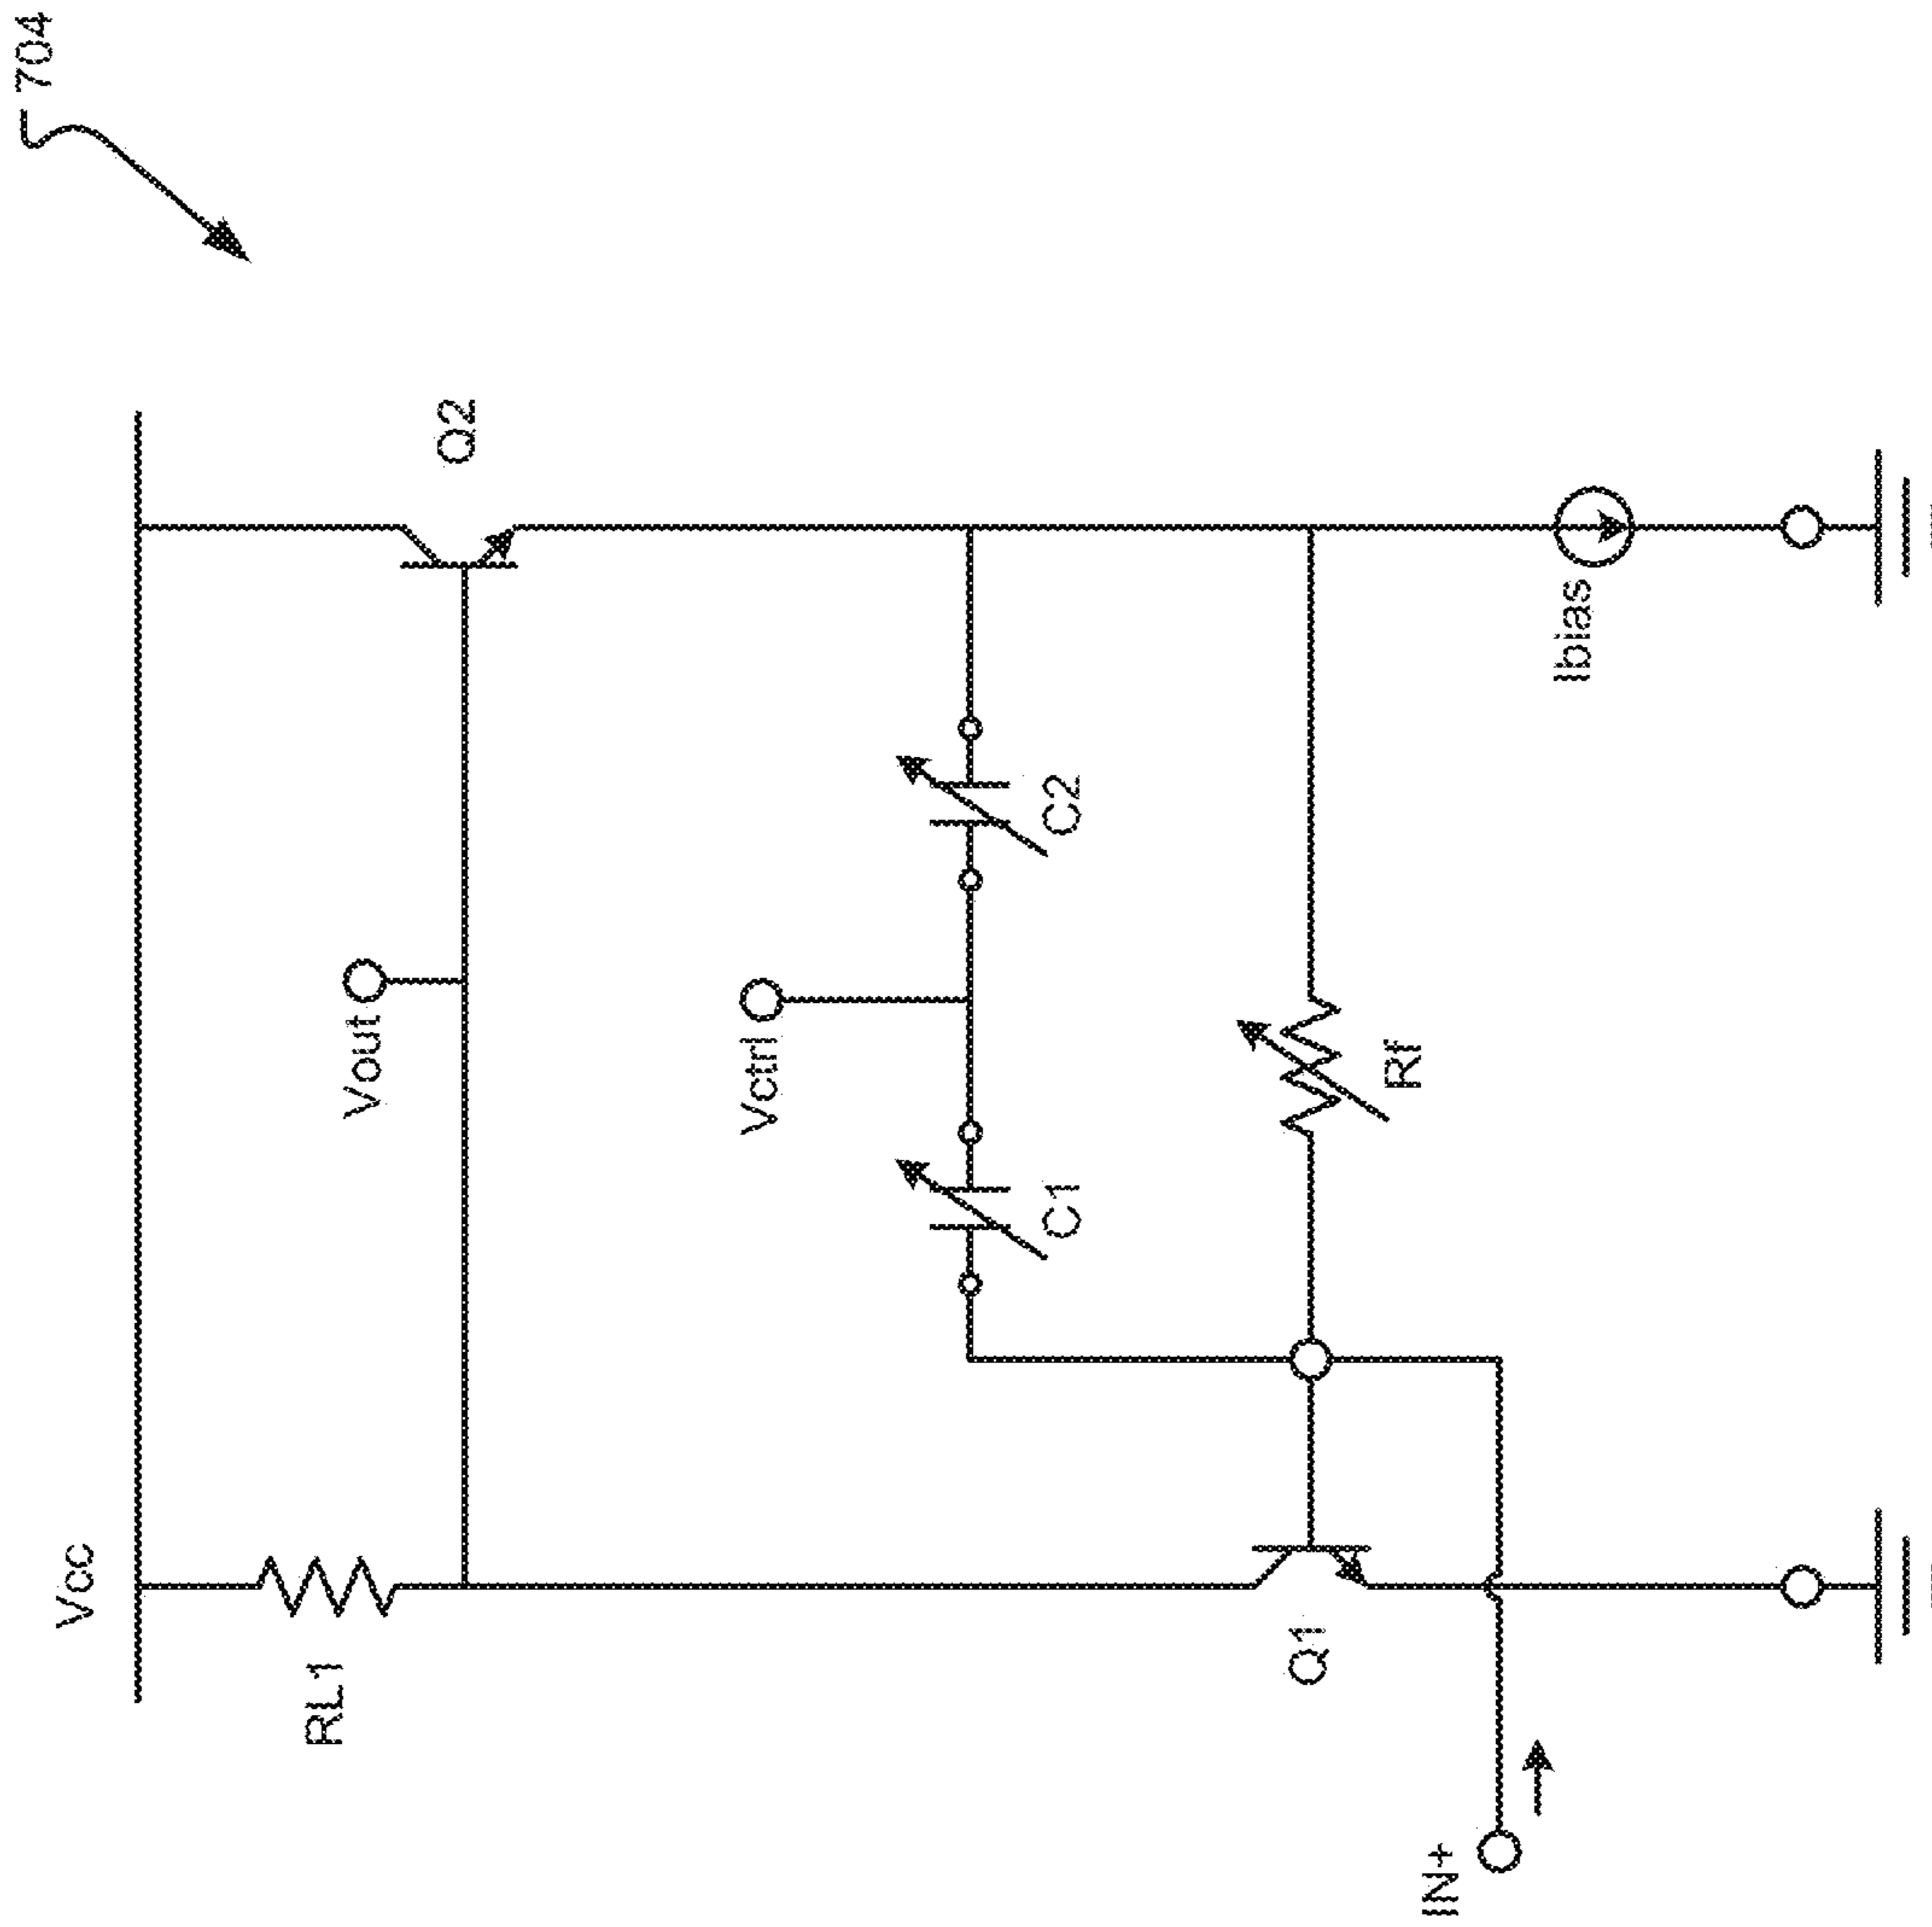 704
Vcc
RL1
Vout
Q2
Vctrl
C1
C2
Q1
Rf
IN+
Ibias